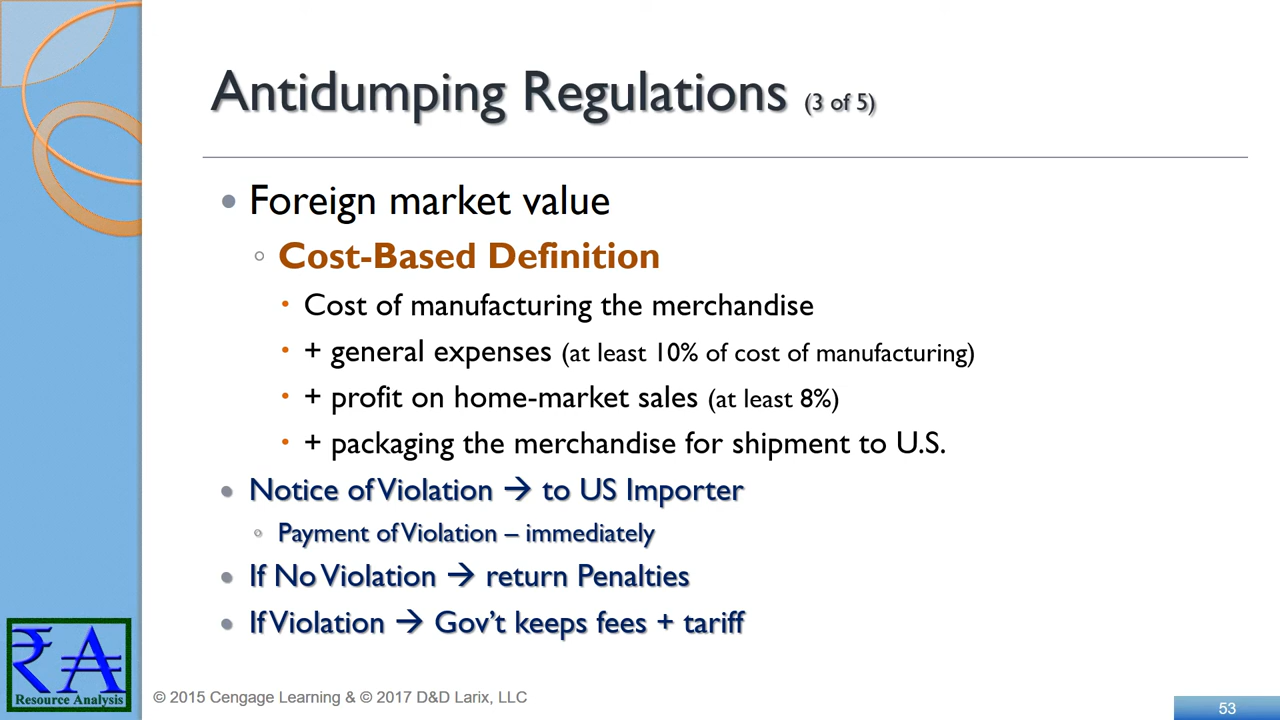 Antidumping Regulations (3 of 5)
• Foreign market value
◦ Cost-Based Definition
• Cost of manufacturing the merchandise
• + general expenses (at least 10% of cost of manufacturing)
• + profit on home-market sales (at least 8%)
• + packaging the merchandise for shipment to U.S.
• Notice of Violation → to US Importer
◦ Payment of Violation – immediately
• If No Violation → return Penalties
• If Violation → Gov’t keeps fees + tariff
₹A
Resource Analysis
© 2015 Cengage Learning & © 2017 D&D Larix, LLC
53